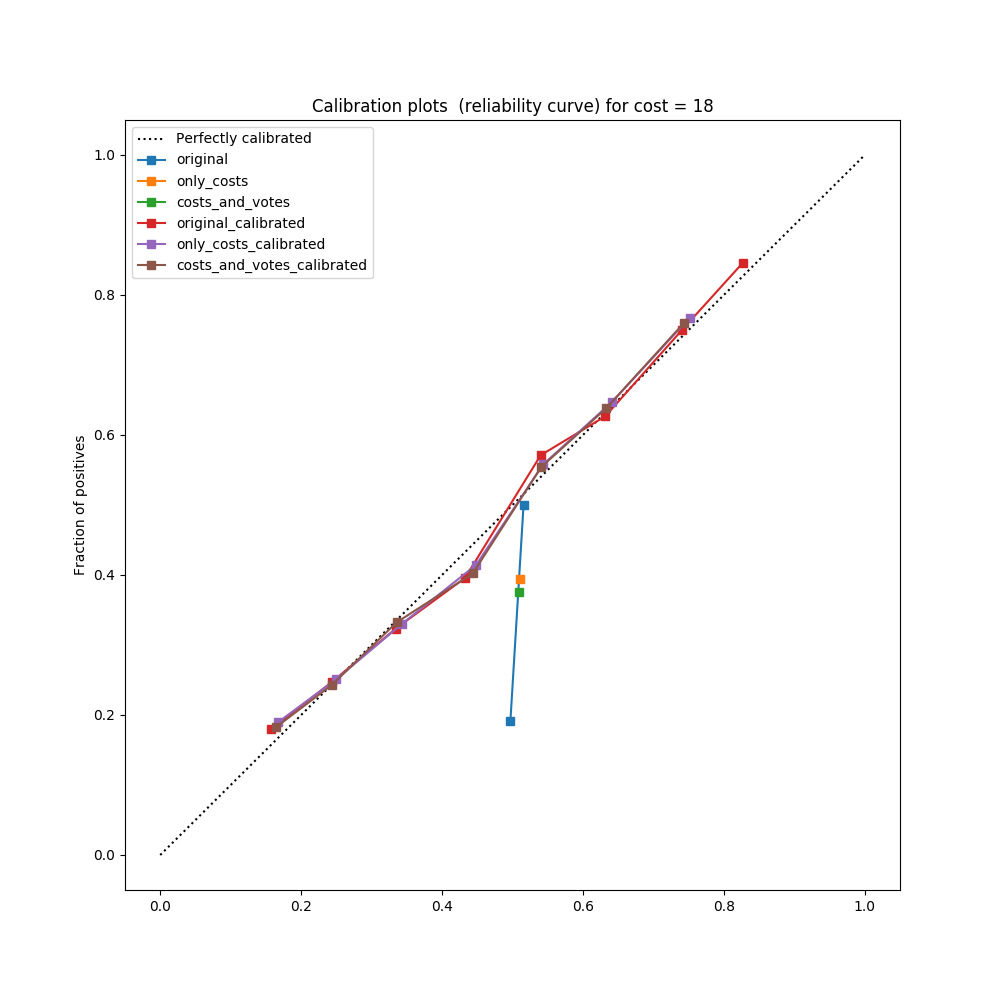 Calibration plots  (reliability curve) for cost = 18
Perfectly calibrated
original
only_costs
costs_and_votes
original_calibrated
only_costs_calibrated
costs_and_votes_calibrated
Fraction of positives
1.0
0.8
0.6
0.4
0.2
0.0
0.0 0.2 0.4 0.6 0.8 1.0